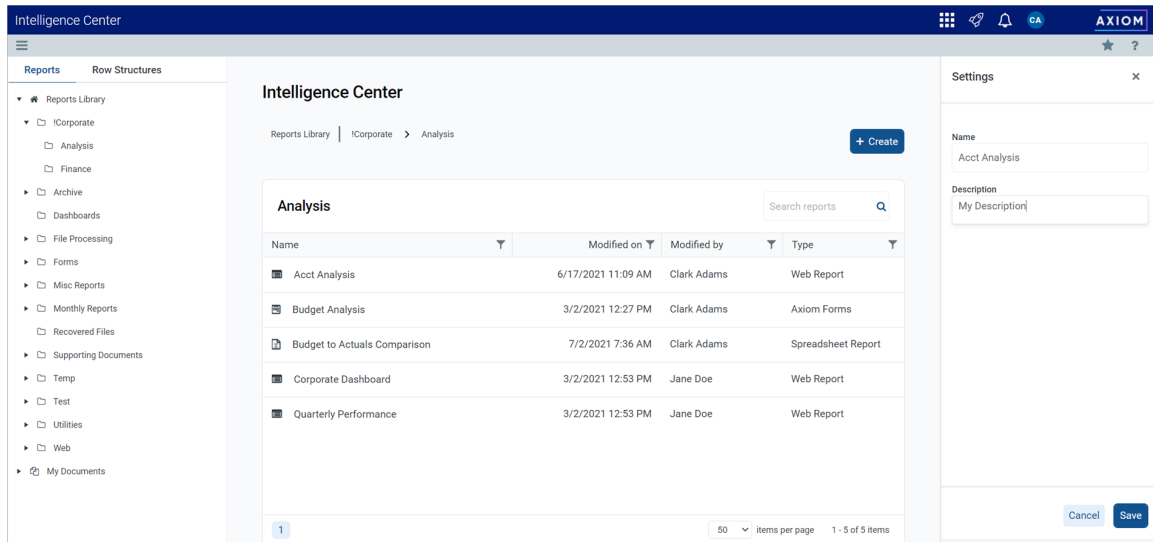 Intelligence Center
CA
AXIOM
?
Reports Row Structures
Reports Library
!Corporate
Analysis
Finance
Archive
Dashboards
File Processing
Forms
Misc Reports
Monthly Reports
Recovered Files
Supporting Documents
Temp
Test
Utilities
Web
My Documents
Intelligence Center
Reports Library !Corporate > Analysis
+ Create
Analysis
Search reports
Name Modified on Modified by Type
Acct Analysis 6/17/2021 11:09 AM Clark Adams Web Report
Budget Analysis 3/2/2021 12:27 PM Clark Adams Axiom Forms
Budget to Actuals Comparison 7/2/2021 7:36 AM Clark Adams Spreadsheet Report
Corporate Dashboard 3/2/2021 12:53 PM Jane Doe Web Report
Quarterly Performance 3/2/2021 12:53 PM Jane Doe Web Report
1 50 items per page 1 - 5 of 5 items
Settings
Name
Acct Analysis
Description
My Description
Cancel Save